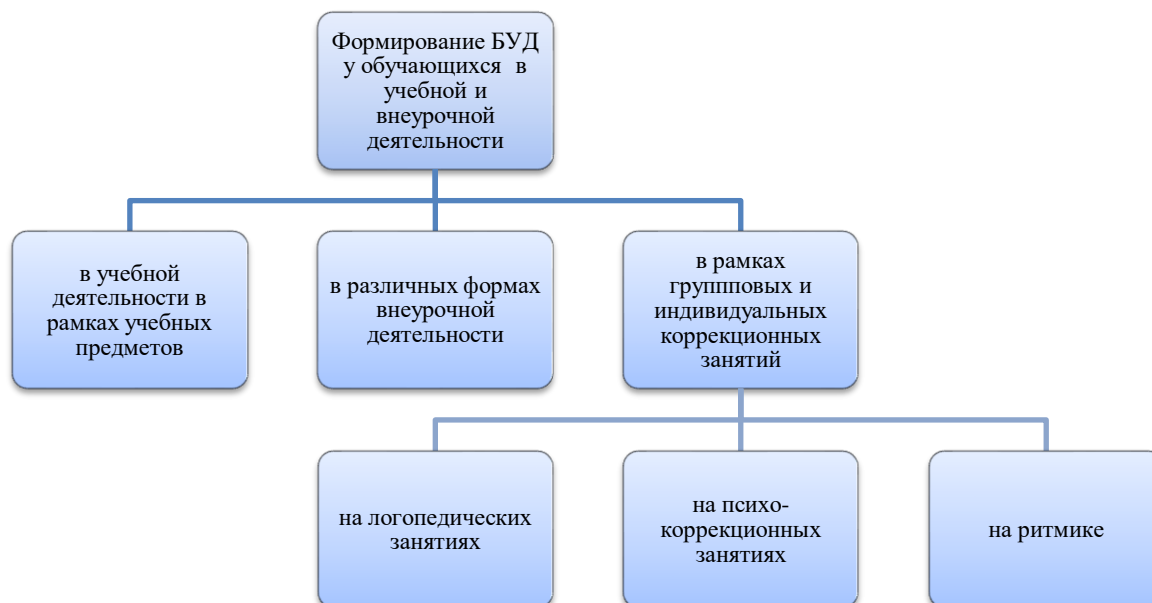 Формирование БУД
у обучающихся в
учебной и
внеурочной
деятельности
в учебной
деятельности в
рамках учебных
предметов
в различных формах
внеурочной
деятельности
в рамках
группповых и
индивидуальных
коррекционных
занятий
на логопедических
занятиях
на психо-
коррекционных
занятиях
на ритмике